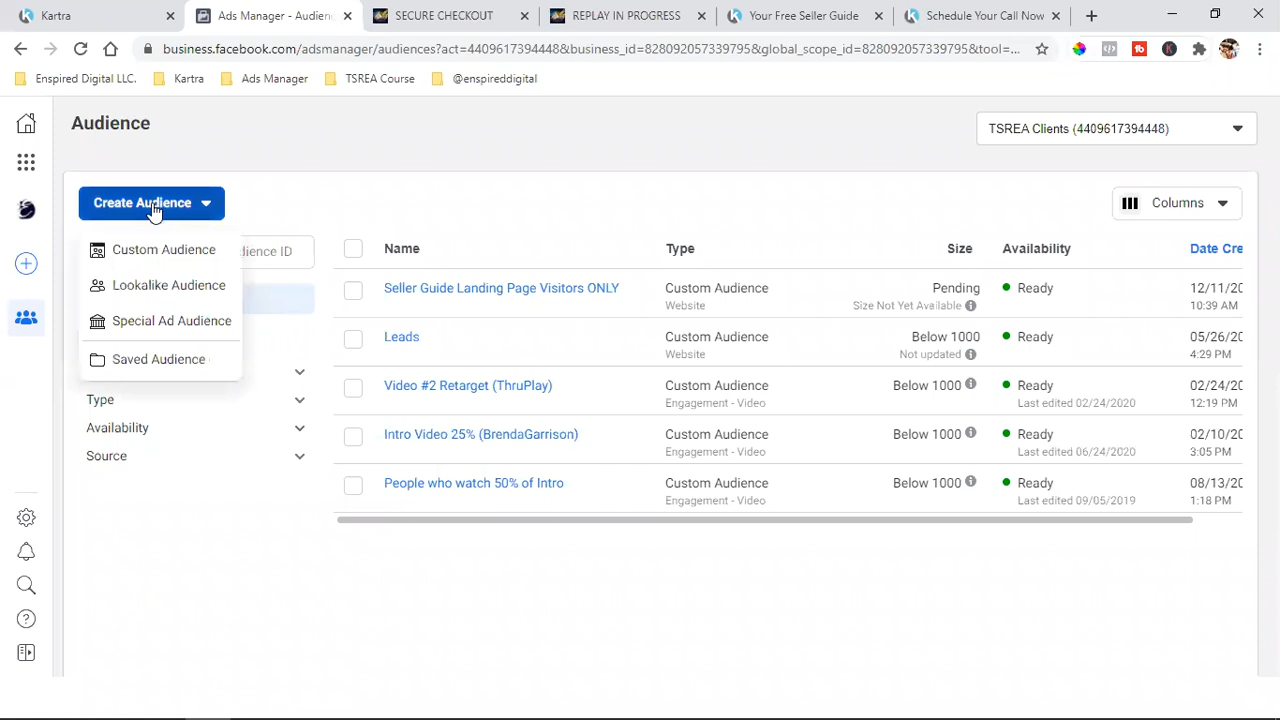 Kartra
Ads Manager - Audienc
SECURE CHECKOUT
REPLAY IN PROGRESS
Your Free Seller Guide
Schedule Your Call Now
business.facebook.com/adsmanager/audiences?act=4409617394448&business_id=828092057339795&global_scope_id=828092057339795&tool=...
Enspired Digital LLC.
Kartra
Ads Manager
TSREA Course
@enspireddigital
Audience
TSREA Clients (4409617394448)
Create Audience
Columns
Custom Audience
Lookalike Audience
Special Ad Audience
Saved Audience
dience ID
Type
Availability
Source
Name Type Size Availability Date Cre
Seller Guide Landing Page Visitors ONLY Custom Audience Pending Ready 12/11/20
Website Size Not Yet Available 10:39 AM
Leads Custom Audience Below 1000 Ready 05/26/20
Website Not updated 4:29 PM
Video #2 Retarget (ThruPlay) Custom Audience Below 1000 Ready 02/24/20
Engagement - Video Last edited 02/24/2020 12:19 PM
Intro Video 25% (BrendaGarrison) Custom Audience Below 1000 Ready 02/10/20
Engagement - Video Last edited 06/24/2020 3:05 PM
People who watch 50% of Intro Custom Audience Below 1000 Ready 08/13/20
Engagement - Video Last edited 09/05/2019 1:18 PM